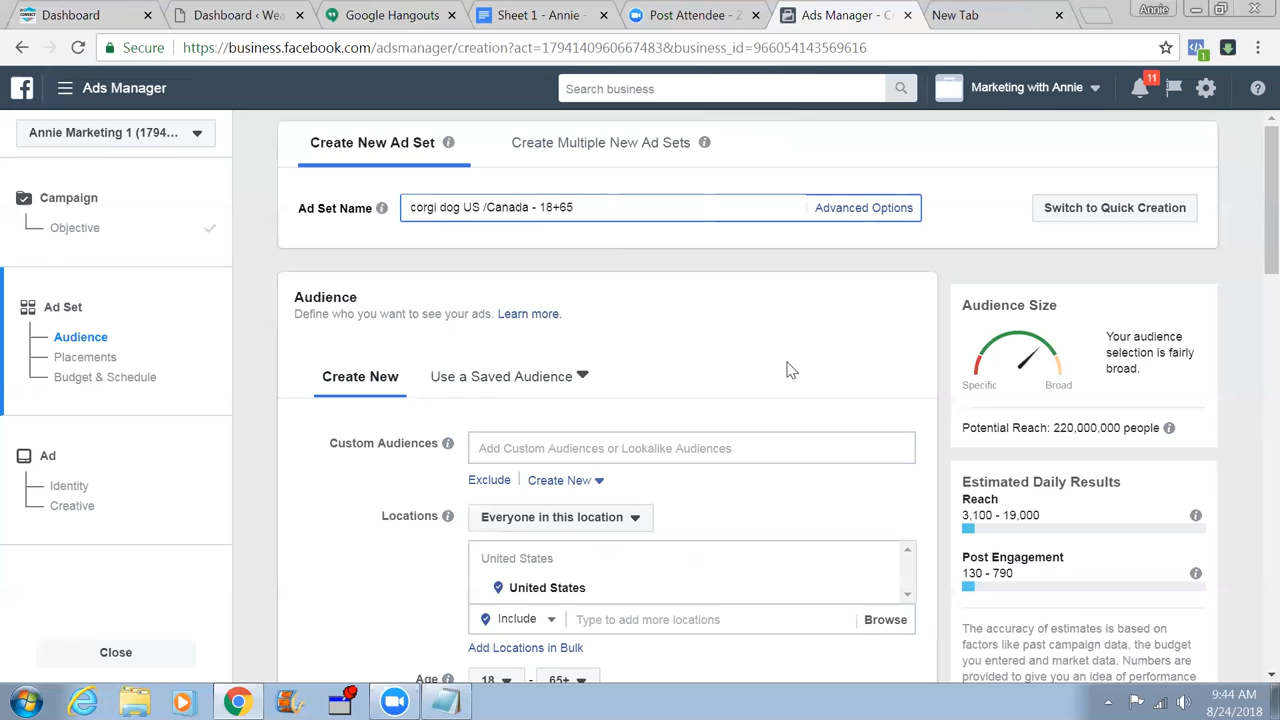 Dashboard
Dashboard ‹ Wea
Google Hangouts
Sheet 1 - Annie -
Post Attendee - Z
Ads Manager - Cr
New Tab
Annie
Secure
https://business.facebook.com/adsmanager/creation?act=1794140960667483&business_id=966054143569616
1
Ads Manager
Search business
Marketing with Annie
11
Annie Marketing 1 (1794...
Campaign
Objective
Ad Set
Audience
Placements
Budget & Schedule
Ad
Identity
Creative
Close
Create New Ad Set
Create Multiple New Ad Sets
Ad Set Name
corgi dog US /Canada - 18+65
Advanced Options
Switch to Quick Creation
Audience
Define who you want to see your ads. Learn more.
Create New
Use a Saved Audience
Custom Audiences
Add Custom Audiences or Lookalike Audiences
Exclude
Create New
Locations
Everyone in this location
United States
United States
Include
Type to add more locations
Browse
Add Locations in Bulk
Age
18
-
65+
Audience Size
Specific
Broad
Your audience
selection is fairly
broad.
Potential Reach: 220,000,000 people
Estimated Daily Results
Reach
3,100 - 19,000
Post Engagement
130 - 790
The accuracy of estimates is based on
factors like past campaign data, the budget
you entered and market data. Numbers are
provided to give you an idea of performance
9:44 AM
8/24/2018